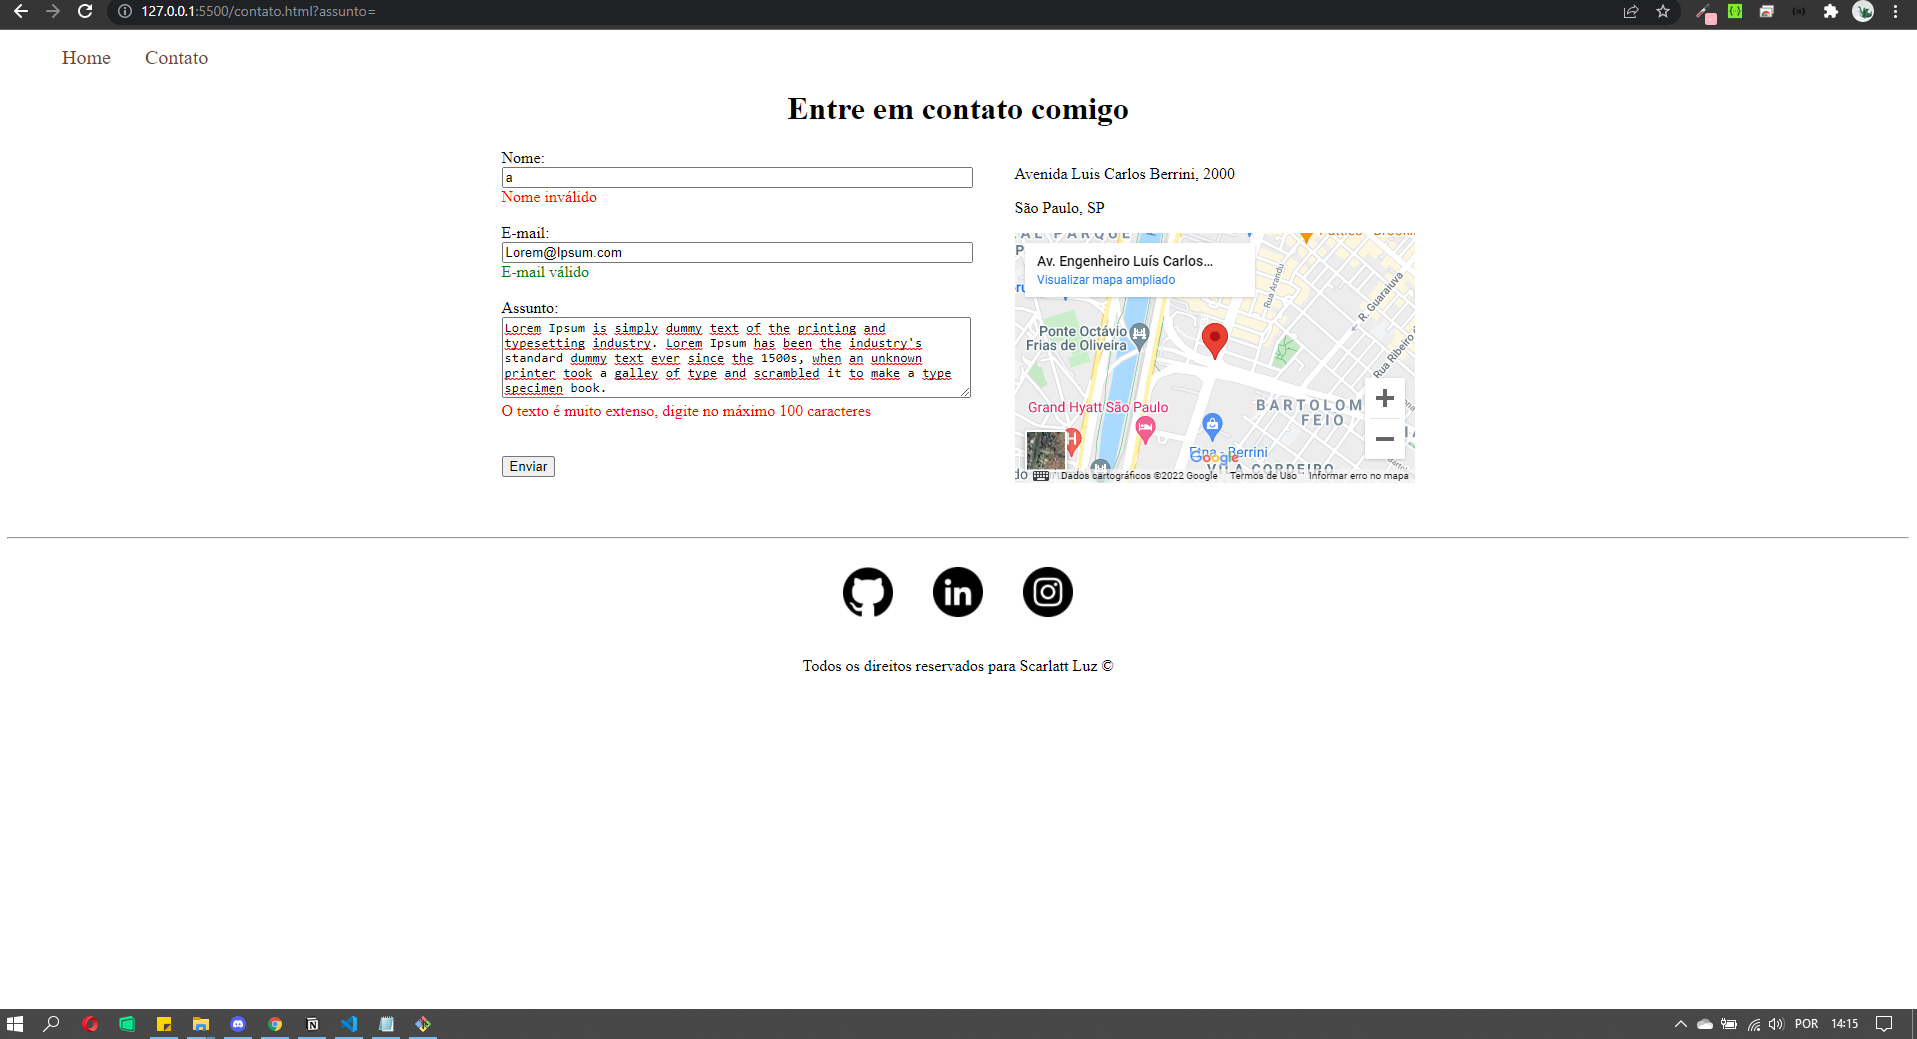 127.0.0.1:5500/contato.html?assunto=
Home Contato
Entre em contato comigo
Nome:
a
Nome inválido
E-mail:
Lorem@Ipsum.com
E-mail válido
Assunto:
Lorem Ipsum is simply dummy text of the printing and
typesetting industry. Lorem Ipsum has been the industry's
standard dummy text ever since the 1500s, when an unknown
printer took a galley of type and scrambled it to make a type
specimen book.
O texto é muito extenso, digite no máximo 100 caracteres
Enviar
Avenida Luis Carlos Berrini, 2000
São Paulo, SP
Av. Engenheiro Luís Carlos...
Visualizar mapa ampliado
Rua Arandu
R. Guaraiuva
Rua Ribeiro
Ponte Octávio
Frias de Oliveira
Grand Hyatt São Paulo
BARTOLOM
FEIO
Etna - Berrini
VILA CORDEIRO
Google
Dados cartográficos ©2022 Google
Termos de Uso
Informar erro no mapa
in
Todos os direitos reservados para Scarlatt Luz ©
POR 14:15